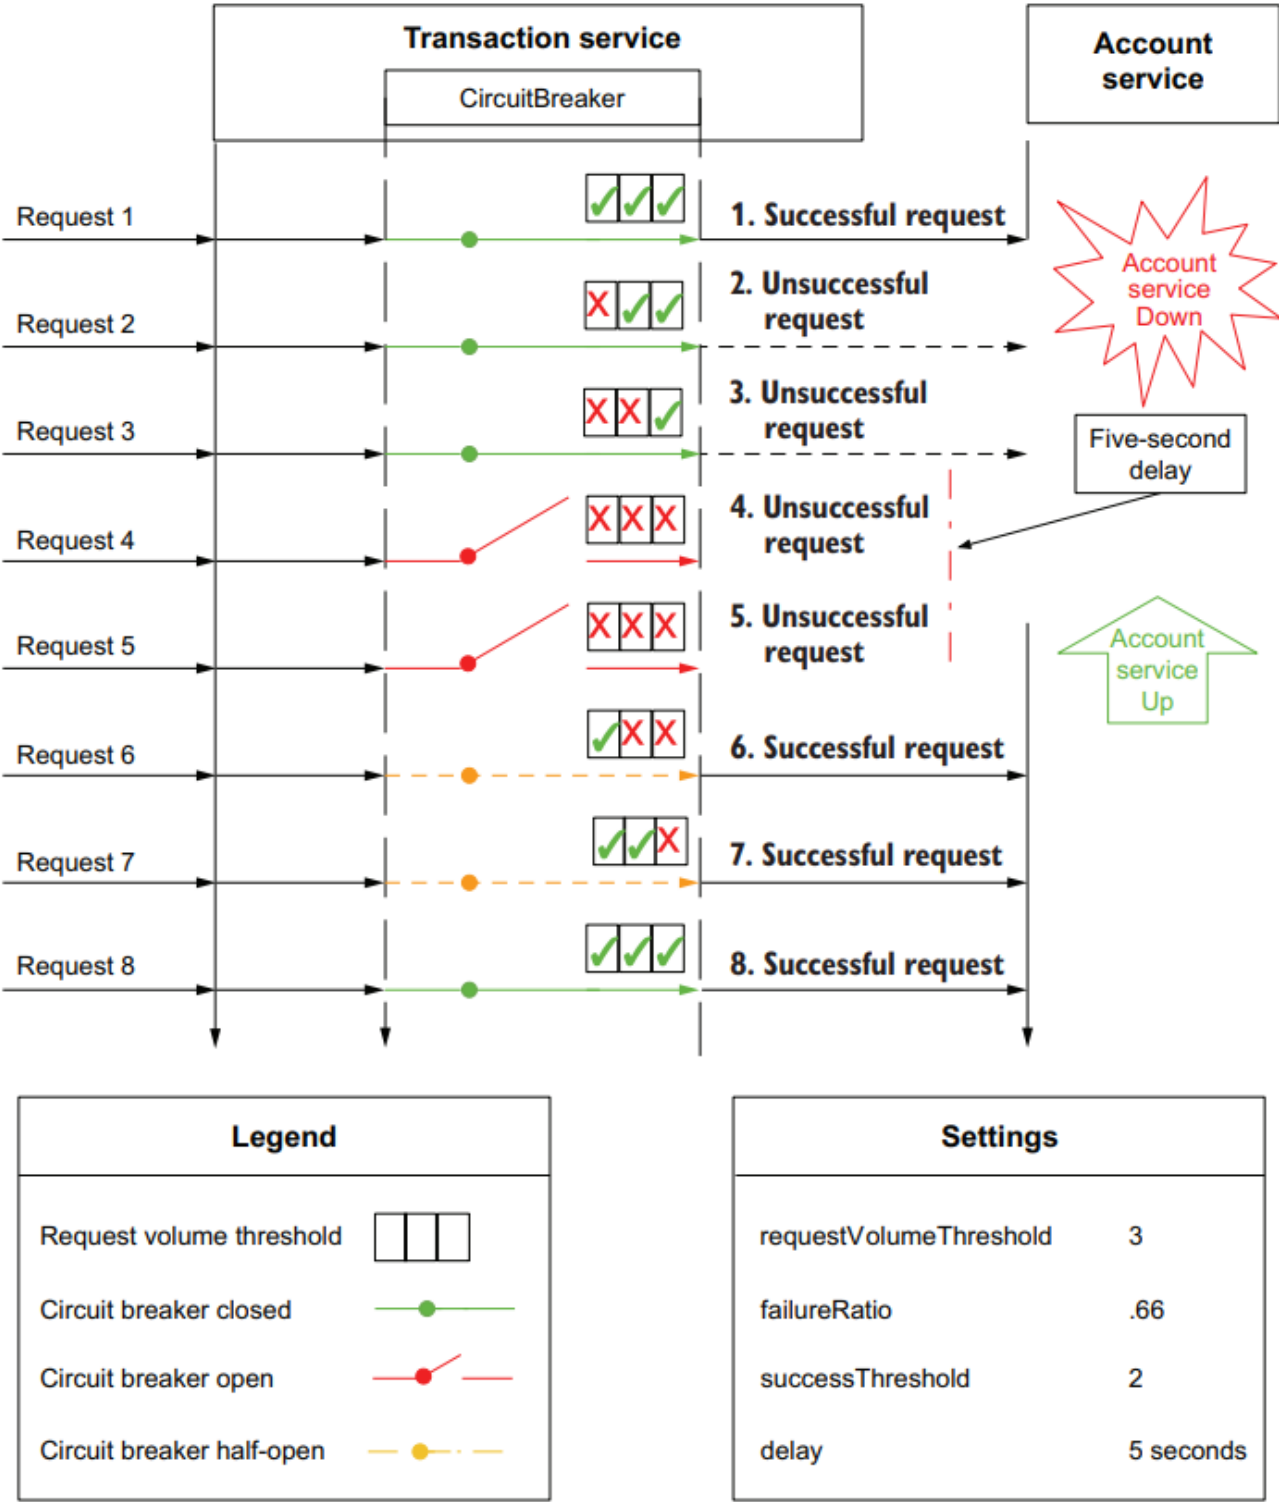 Transaction service
CircuitBreaker
Account
service
Request 1
1. Successful request
Account
service
Down
Request 2
X
2. Unsuccessful
request
Request 3
X X
3. Unsuccessful
request
Five-second
delay
Request 4
X X X
4. Unsuccessful
request
Request 5
X X X
5. Unsuccessful
request
Account
service
Up
Request 6
X X
6. Successful request
Request 7
X
7. Successful request
Request 8
8. Successful request
Legend
Request volume threshold
Circuit breaker closed
Circuit breaker open
Circuit breaker half-open
Settings
requestVolumeThreshold 3
failureRatio .66
successThreshold 2
delay 5 seconds